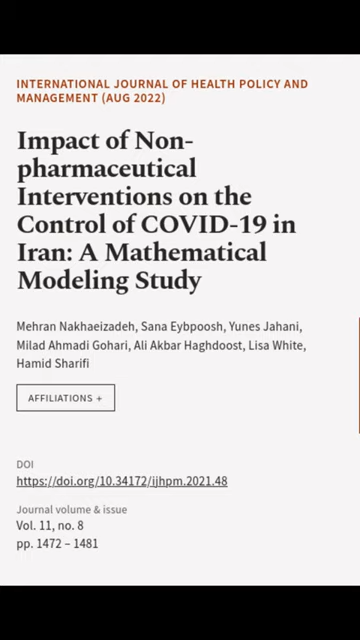 INTERNATIONAL JOURNAL OF HEALTH POLICY AND
MANAGEMENT (AUG 2022)
Impact of Non-
pharmaceutical
Interventions on the
Control of COVID-19 in
Iran: A Mathematical
Modeling Study
Mehran Nakhaeizadeh, Sana Eybpoosh, Yunes Jahani,
Milad Ahmadi Gohari, Ali Akbar Haghdoost, Lisa White,
Hamid Sharifi
AFFILIATIONS +
DOI
https://doi.org/10.34172/ijhpm.2021.48
Journal volume & issue
Vol. 11, no. 8
pp. 1472 – 1481